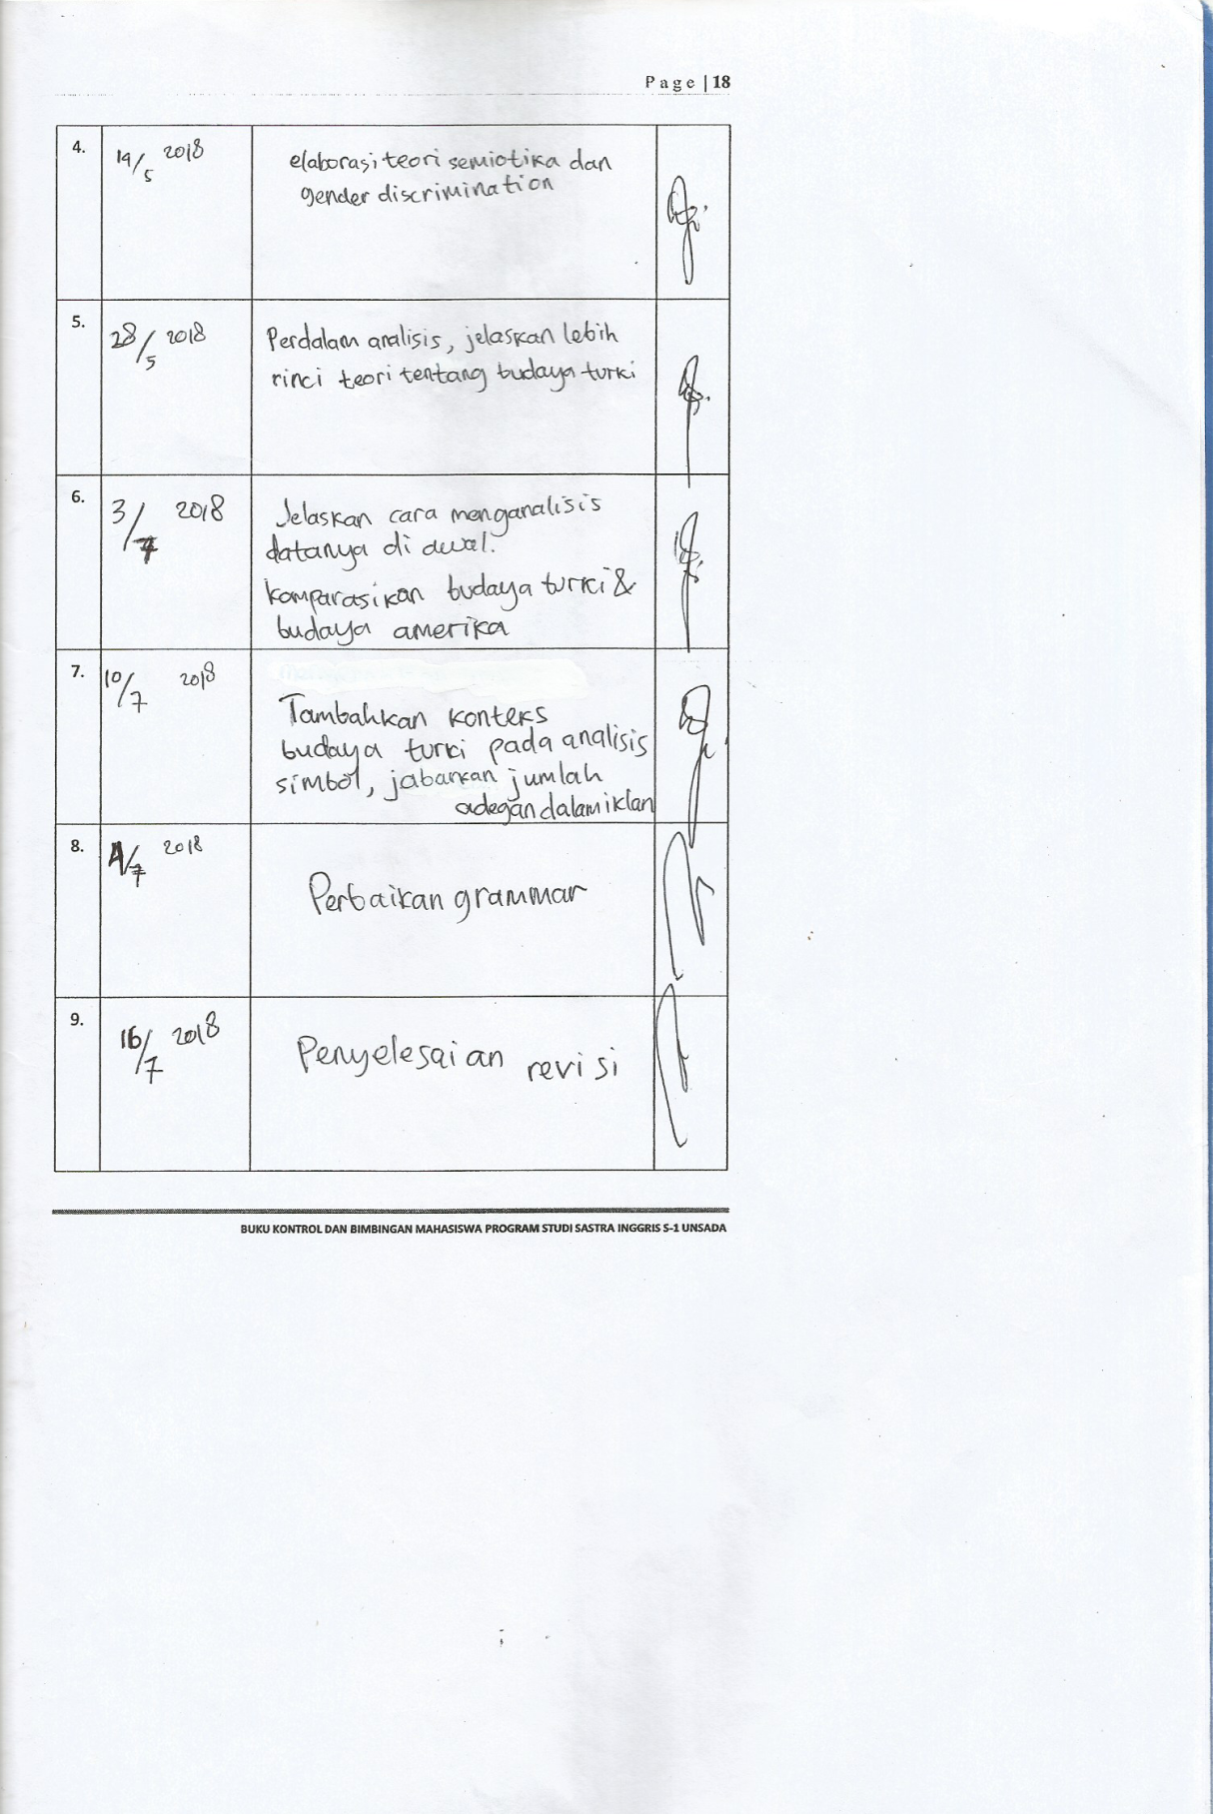 Page | 18
4.
19/5 2018
elaborasi teori semiotika dan
gender discrimination
5.
28/5 2018
Perdalam analisis, jelaskan lebih
rinci teori tentang budaya turki
6.
3/7 2018
Jelaskan cara menganalisis
datanya di awal.
komparasikan budaya turki &
budaya amerika
7.
10/7 2018
Tambahkan konteks
budaya turki pada analisis
simbol, jabarkan jumlah
adegan dalam iklan
8.
2018
Perbaikan grammar
9.
16/7 2018
Penyelesaian revisi
BUKU KONTROL DAN BIMBINGAN MAHASISWA PROGRAM STUDI SASTRA INGGRIS S-1 UNSADA